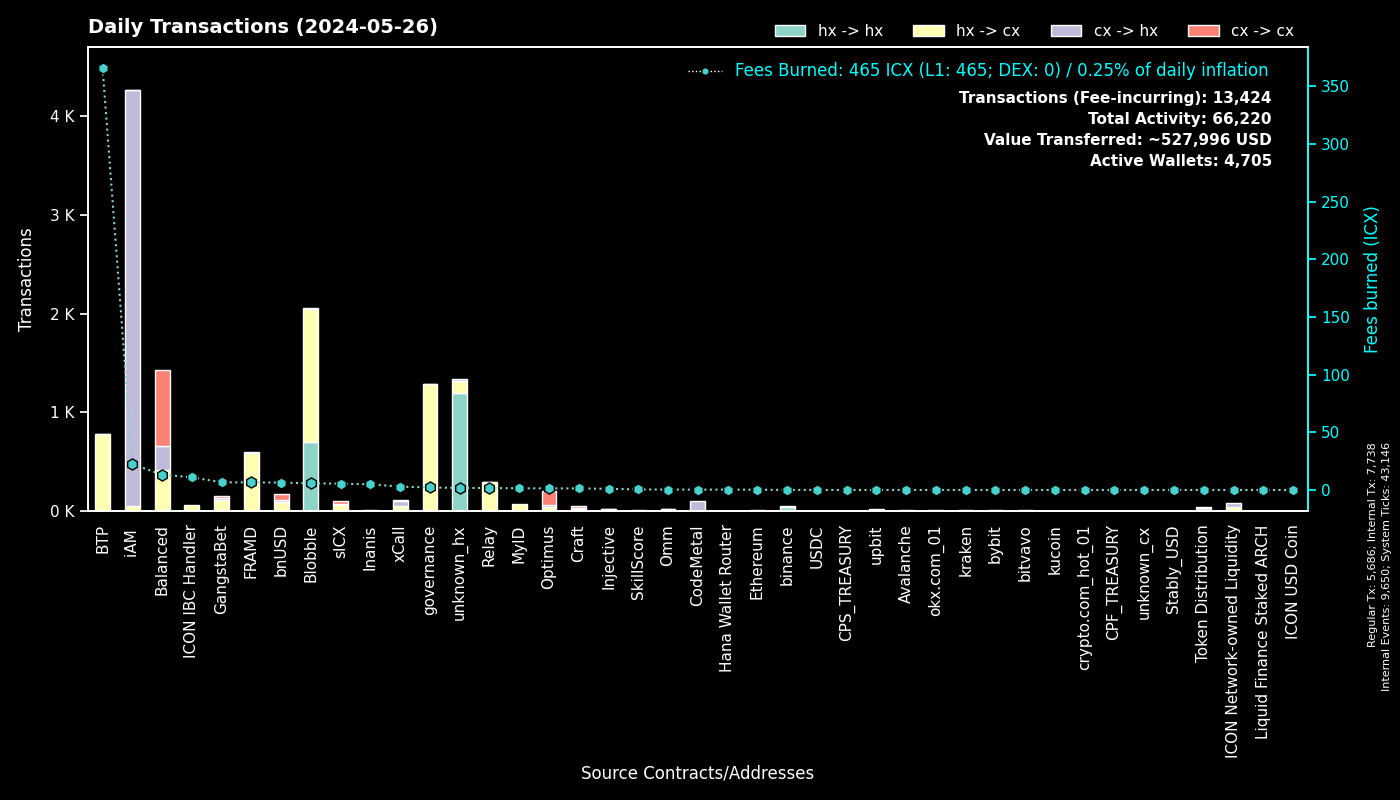 Daily Transactions (2024-05-26)
hx -> hx
hx -> cx
cx -> hx
cx -> cx
Fees Burned: 465 ICX (L1: 465; DEX: 0) / 0.25% of daily inflation
Transactions (Fee-incurring): 13,424
Total Activity: 66,220
Value Transferred: ~527,996 USD
Active Wallets: 4,705
Transactions
4 K
3 K
2 K
1 K
0 K
350
300
250
200
150
100
50
0
Fees burned (ICX)
Regular Tx: 5,686; Internal Tx: 7,738
Internal Events: 9,650; System Ticks: 43,146
BTP
iAM
Balanced
ICON IBC Handler
GangstaBet
FRAMD
bnUSD
Blobble
sICX
Inanis
xCall
governance
unknown_hx
Relay
MyID
Optimus
Craft
Injective
SkillScore
Omm
CodeMetal
Hana Wallet Router
Ethereum
binance
USDC
CPS_TREASURY
upbit
Avalanche
okx.com_01
kraken
bybit
bitvavo
kucoin
crypto.com_hot_01
CPF_TREASURY
unknown_cx
Stably_USD
Token Distribution
ICON Network-owned Liquidity
Liquid Finance Staked ARCH
ICON USD Coin
Source Contracts/Addresses